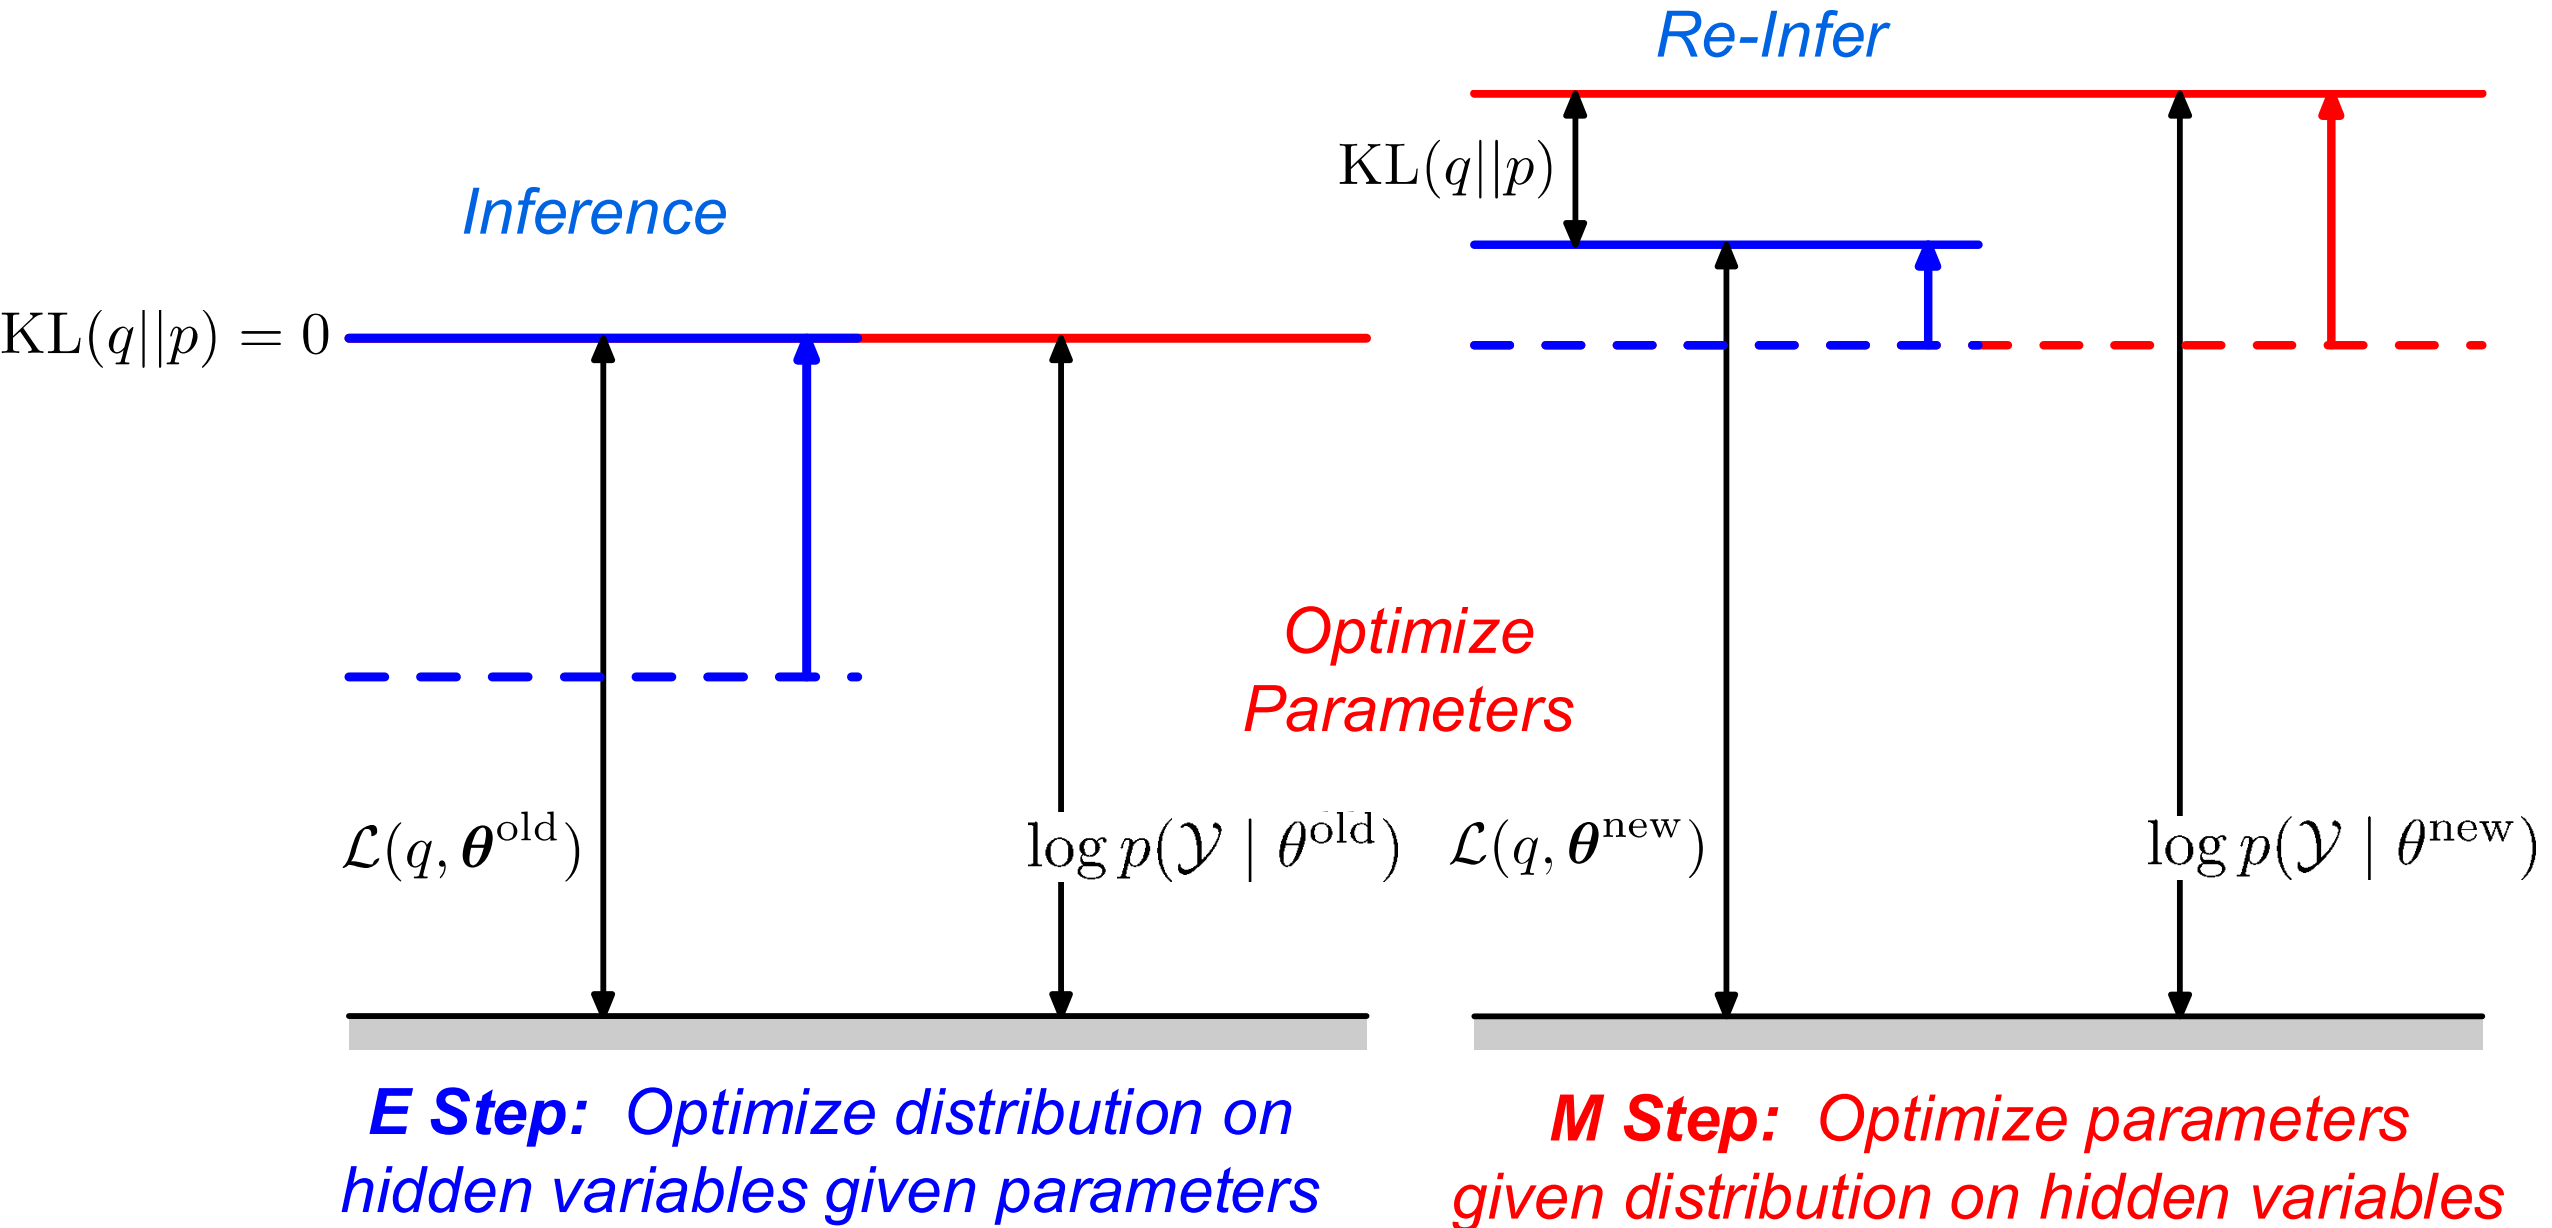 Re-Infer
KL(q||p)
Inference
KL(q||p) = 0
Optimize
Parameters
ℒ(q, 𝜽^old)
log p(𝒴 | θ^old)
ℒ(q, 𝜽^new)
log p(𝒴 | θ^new)
E Step: Optimize distribution on
hidden variables given parameters
M Step: Optimize parameters
given distribution on hidden variables